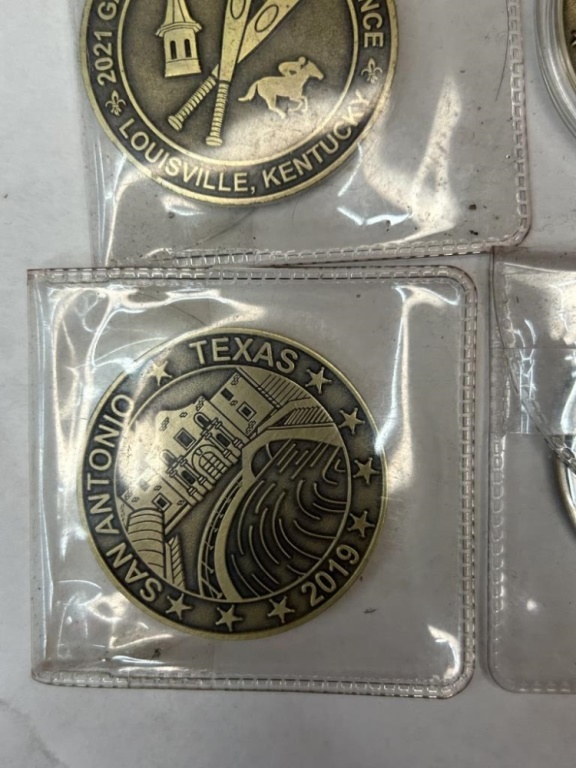 2021
LOUISVILLE, KENTUCKY
SAN ANTONIO
TEXAS
2019